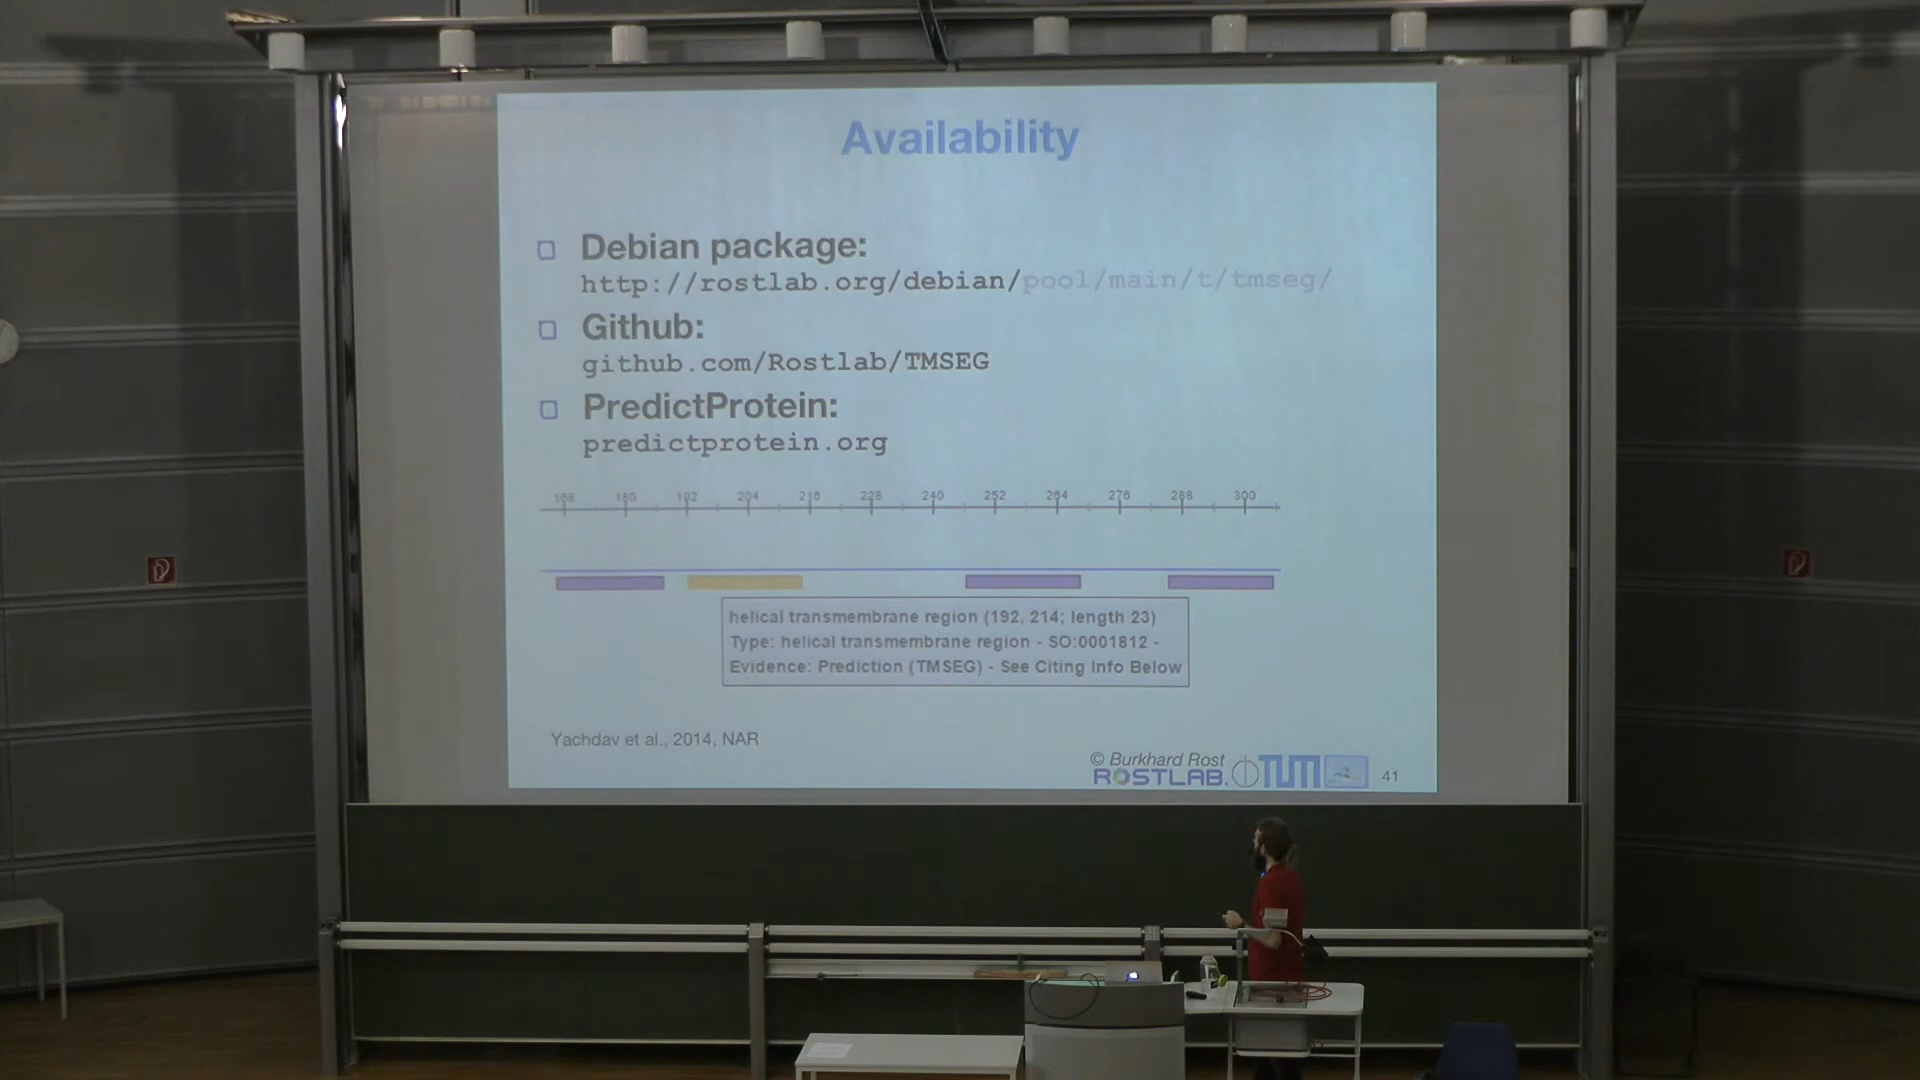 Availability
Debian package:
http://rostlab.org/debian/pool/main/t/tmseg/
Github:
github.com/Rostlab/TMSEG
PredictProtein:
predictprotein.org
168 180 192 204 216 228 240 252 264 276 288 300
helical transmembrane region (192, 214; length 23)
Type: helical transmembrane region - SO:0001812 -
Evidence: Prediction (TMSEG) - See Citing Info Below
Yachdav et al., 2014, NAR
© Burkhard Rost
ROSTLAB. TUM 41